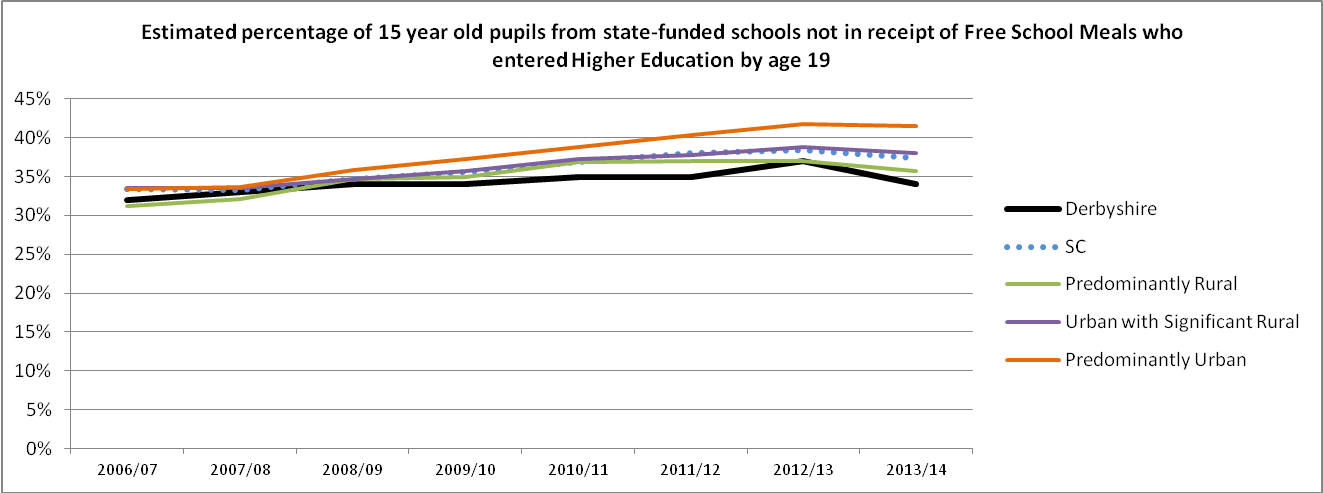 Estimated percentage of 15 year old pupils from state-funded schools not in receipt of Free School Meals who
entered Higher Education by age 19
45%
40%
35%
30%
25%
20%
15%
10%
5%
0%
2006/07 2007/08 2008/09 2009/10 2010/11 2011/12 2012/13 2013/14
Derbyshire
SC
Predominantly Rural
Urban with Significant Rural
Predominantly Urban